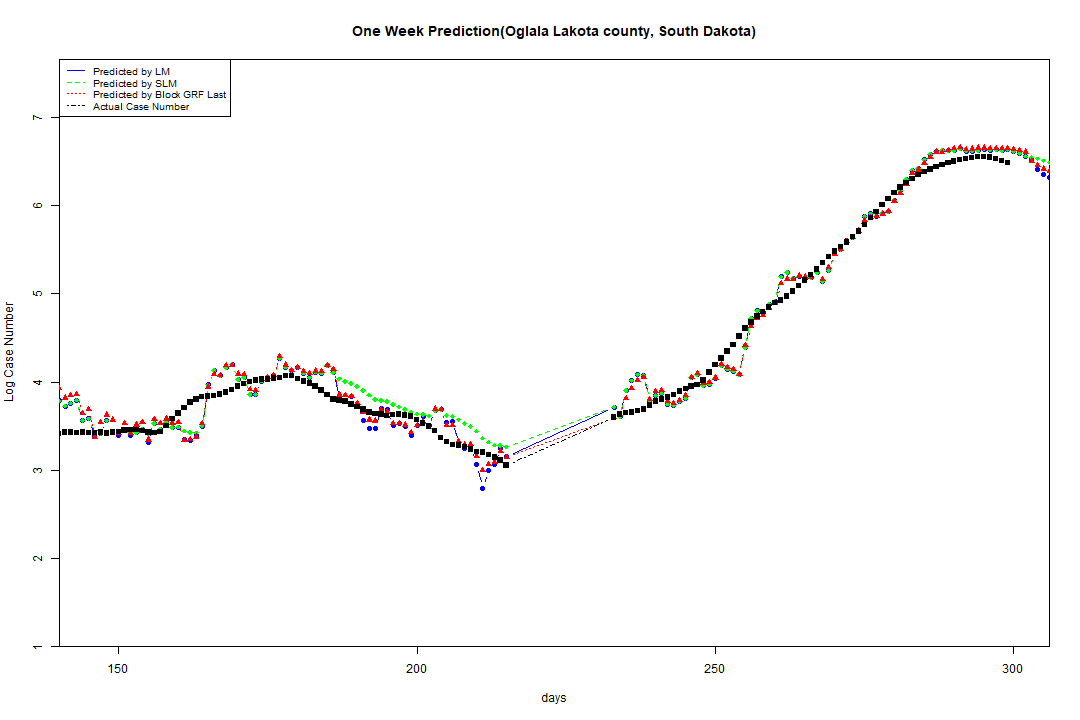 One Week Prediction(Oglala Lakota county, South Dakota)
Predicted by LM
Predicted by SLM
Predicted by Block GRF Last
Actual Case Number
7
6
5
4
3
2
1
Log Case Number
150 200 250 300
days